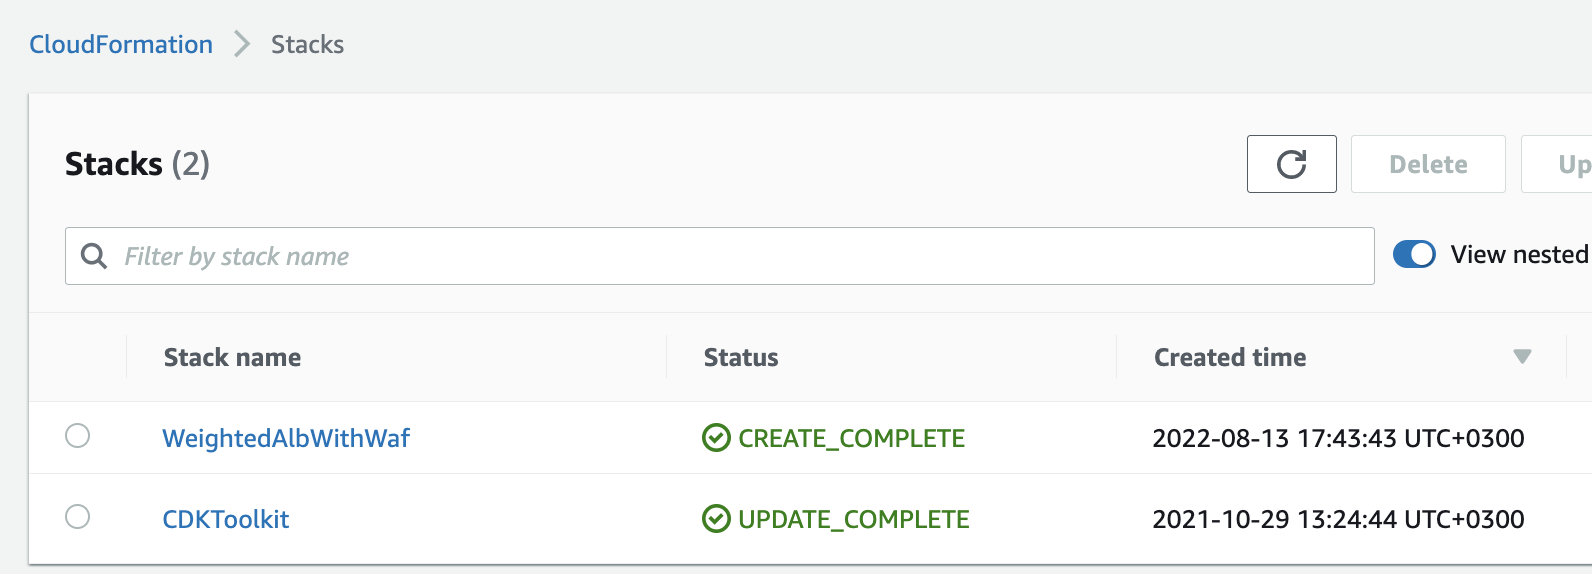 CloudFormation > Stacks
Stacks (2)
Delete
Up
Filter by stack name
View nested
Stack name Status Created time
WeightedAlbWithWaf CREATE_COMPLETE 2022-08-13 17:43:43 UTC+0300
CDKToolkit UPDATE_COMPLETE 2021-10-29 13:24:44 UTC+0300